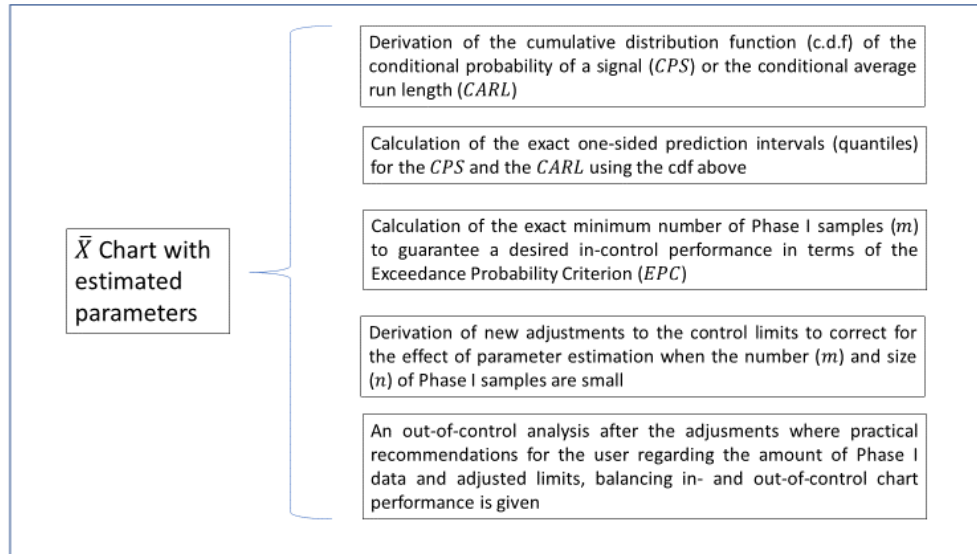 X̄ Chart with
estimated
parameters
Derivation of the cumulative distribution function (c.d.f) of the
conditional probability of a signal (CPS) or the conditional average
run length (CARL)
Calculation of the exact one-sided prediction intervals (quantiles)
for the CPS and the CARL using the cdf above
Calculation of the exact minimum number of Phase I samples (m)
to guarantee a desired in-control performance in terms of the
Exceedance Probability Criterion (EPC)
Derivation of new adjustments to the control limits to correct for
the effect of parameter estimation when the number (m) and size
(n) of Phase I samples are small
An out-of-control analysis after the adjusments where practical
recommendations for the user regarding the amount of Phase I
data and adjusted limits, balancing in- and out-of-control chart
performance is given